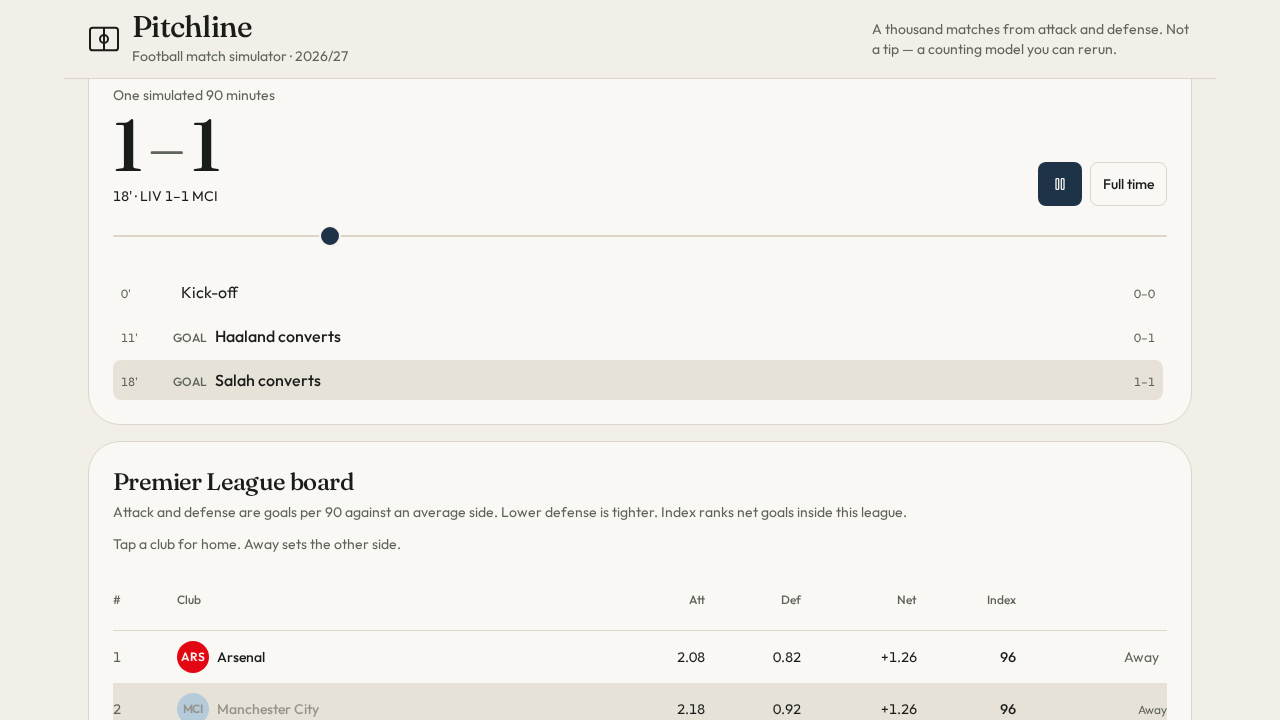 Pitchline
Football match simulator · 2026/27
A thousand matches from attack and defense. Not
a tip — a counting model you can rerun.
One simulated 90 minutes
1–1
18' · LIV 1–1 MCI
Full time
0' Kick-off 0–0
11' GOAL Haaland converts 0–1
18' GOAL Salah converts 1–1
Premier League board
Attack and defense are goals per 90 against an average side. Lower defense is tighter. Index ranks net goals inside this league.
Tap a club for home. Away sets the other side.
# Club Att Def Net Index
1 ARS Arsenal 2.08 0.82 +1.26 96 Away
2 MCI Manchester City 2.18 0.92 +1.26 96 Away